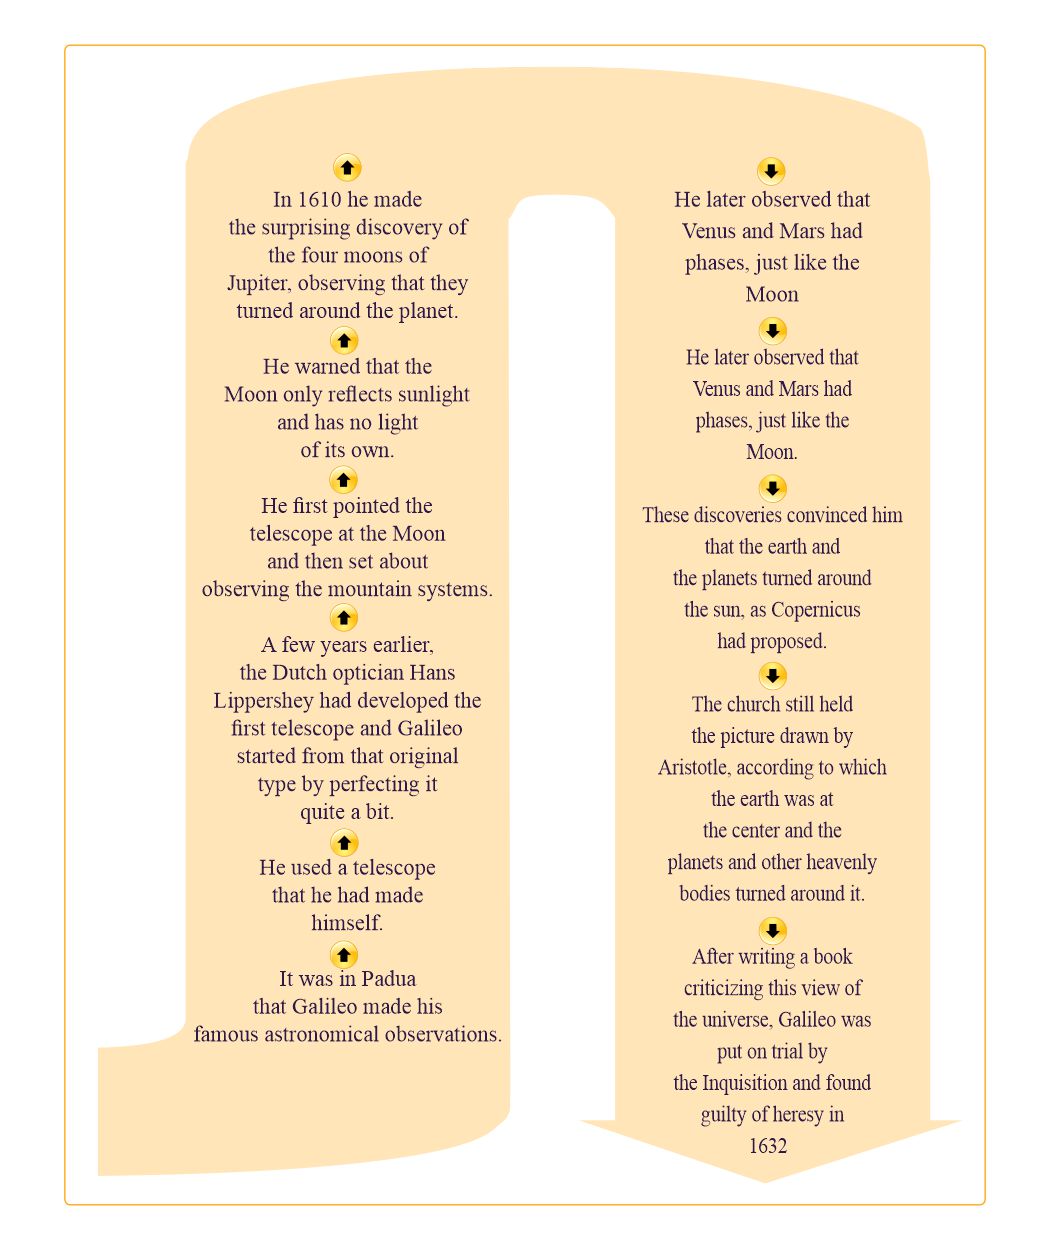 In 1610 he made
the surprising discovery of
the four moons of
Jupiter, observing that they
turned around the planet.
He warned that the
Moon only reflects sunlight
and has no light
of its own.
He first pointed the
telescope at the Moon
and then set about
observing the mountain systems.
A few years earlier,
the Dutch optician Hans
Lippershey had developed the
first telescope and Galileo
started from that original
type by perfecting it
quite a bit.
He used a telescope
that he had made
himself.
It was in Padua
that Galileo made his
famous astronomical observations.
He later observed that
Venus and Mars had
phases, just like the
Moon
He later observed that
Venus and Mars had
phases, just like the
Moon.
These discoveries convinced him
that the earth and
the planets turned around
the sun, as Copernicus
had proposed.
The church still held
the picture drawn by
Aristotle, according to which
the earth was at
the center and the
planets and other heavenly
bodies turned around it.
After writing a book
criticizing this view of
the universe, Galileo was
put on trial by
the Inquisition and found
guilty of heresy in
1632